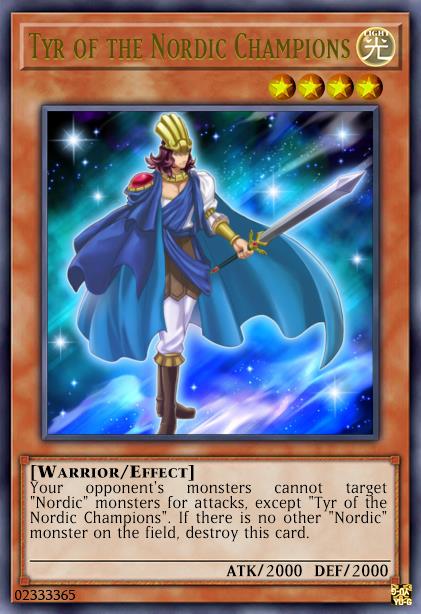 Tyr of the Nordic Champions
LIGHT
光
[Warrior/Effect]
Your opponent's monsters cannot target
"Nordic" monsters for attacks, except "Tyr of the
Nordic Champions". If there is no other "Nordic"
monster on the field, destroy this card.
ATK/2000 DEF/2000
02333365